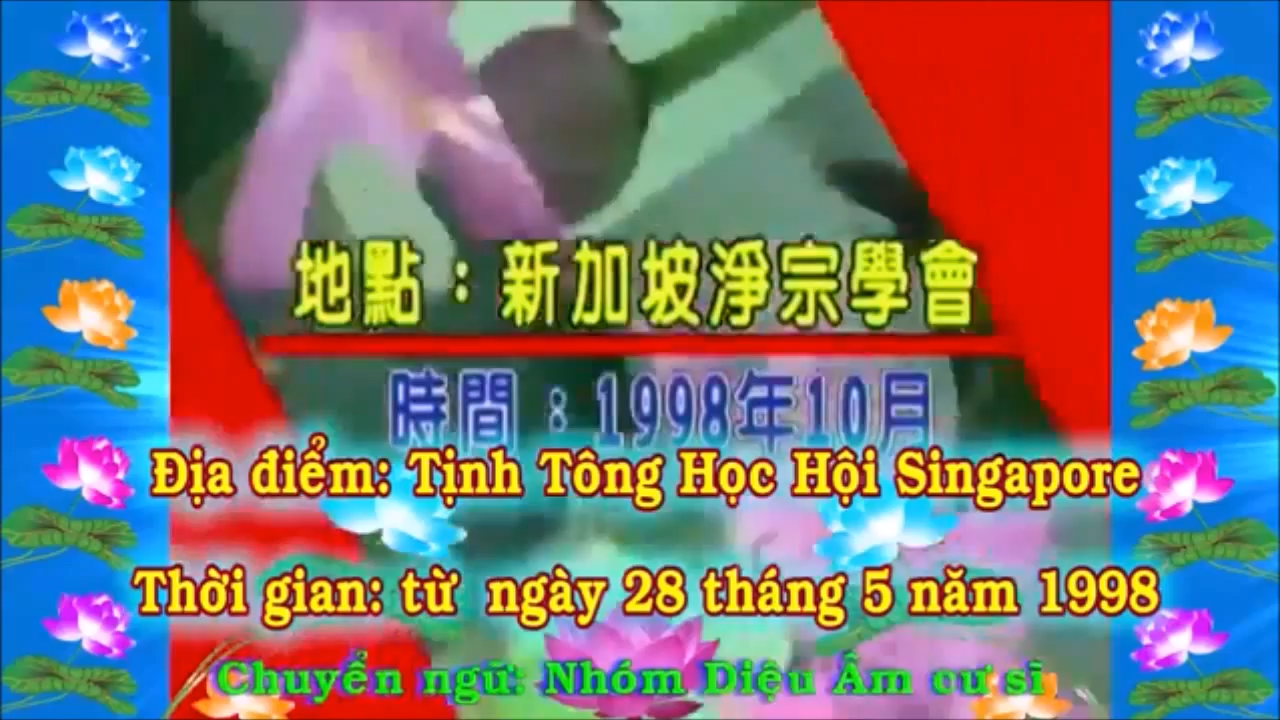 地點：新加坡淨宗學會
時間：1998年10月
Địa điểm: Tịnh Tông Học Hội Singapore
Thời gian: từ ngày 28 tháng 5 năm 1998
Chuyển ngữ: Nhóm Diệu Âm cư sĩ